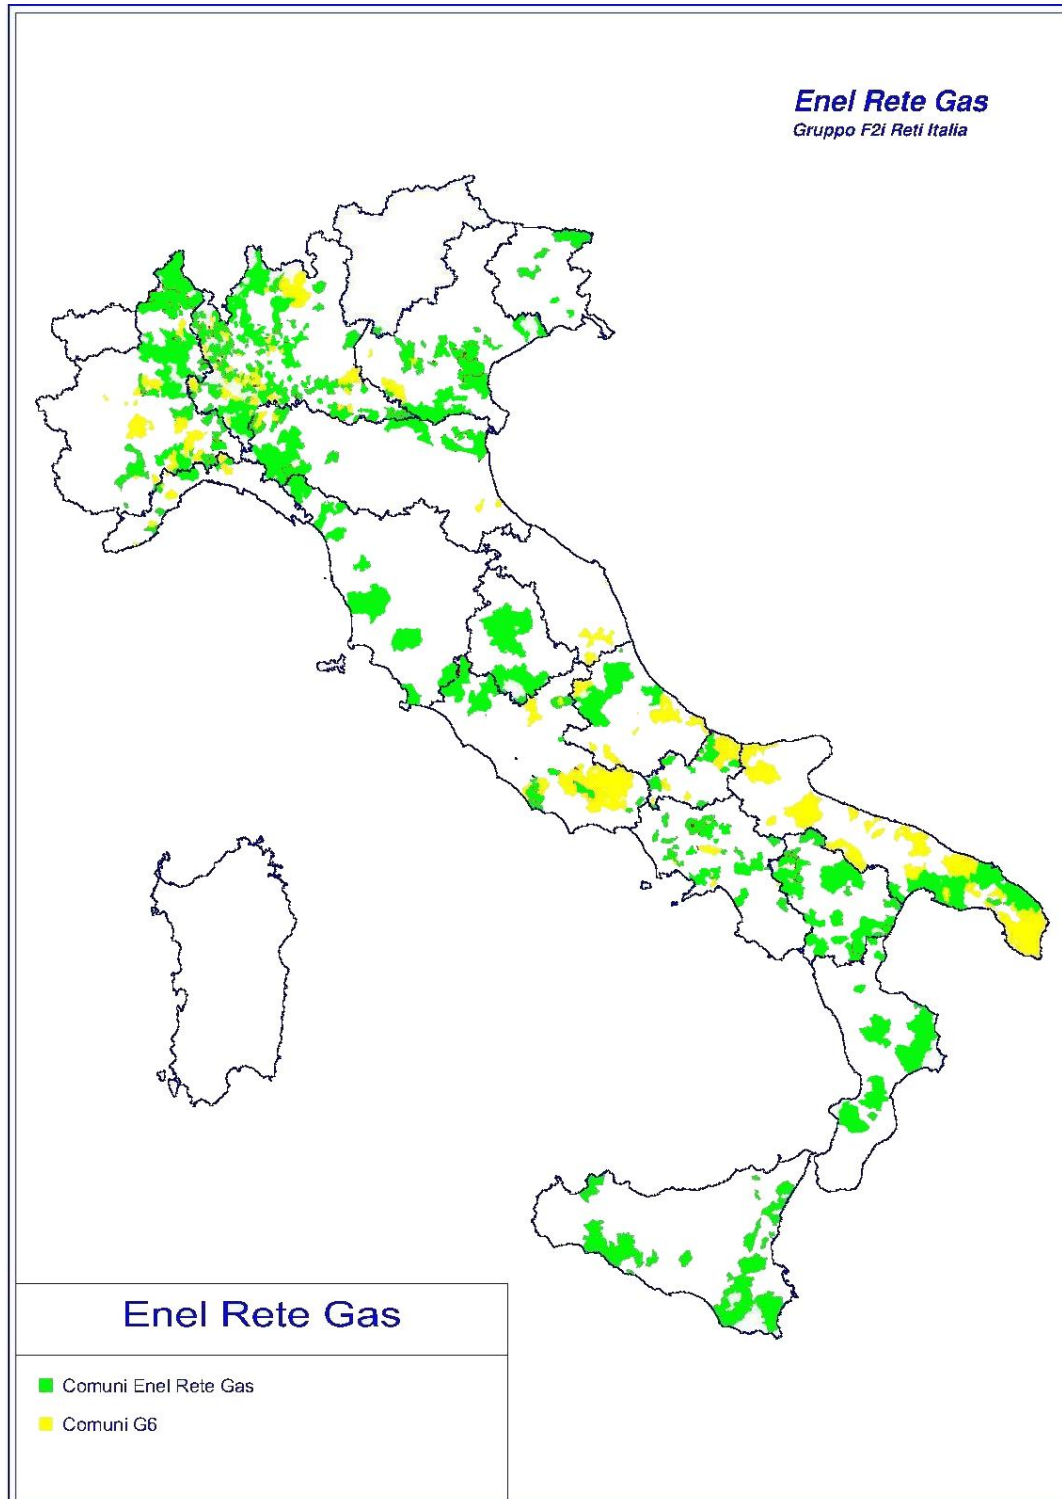 Enel Rete Gas
Gruppo F2i Reti Italia
Enel Rete Gas
Comuni Enel Rete Gas
Comuni G6